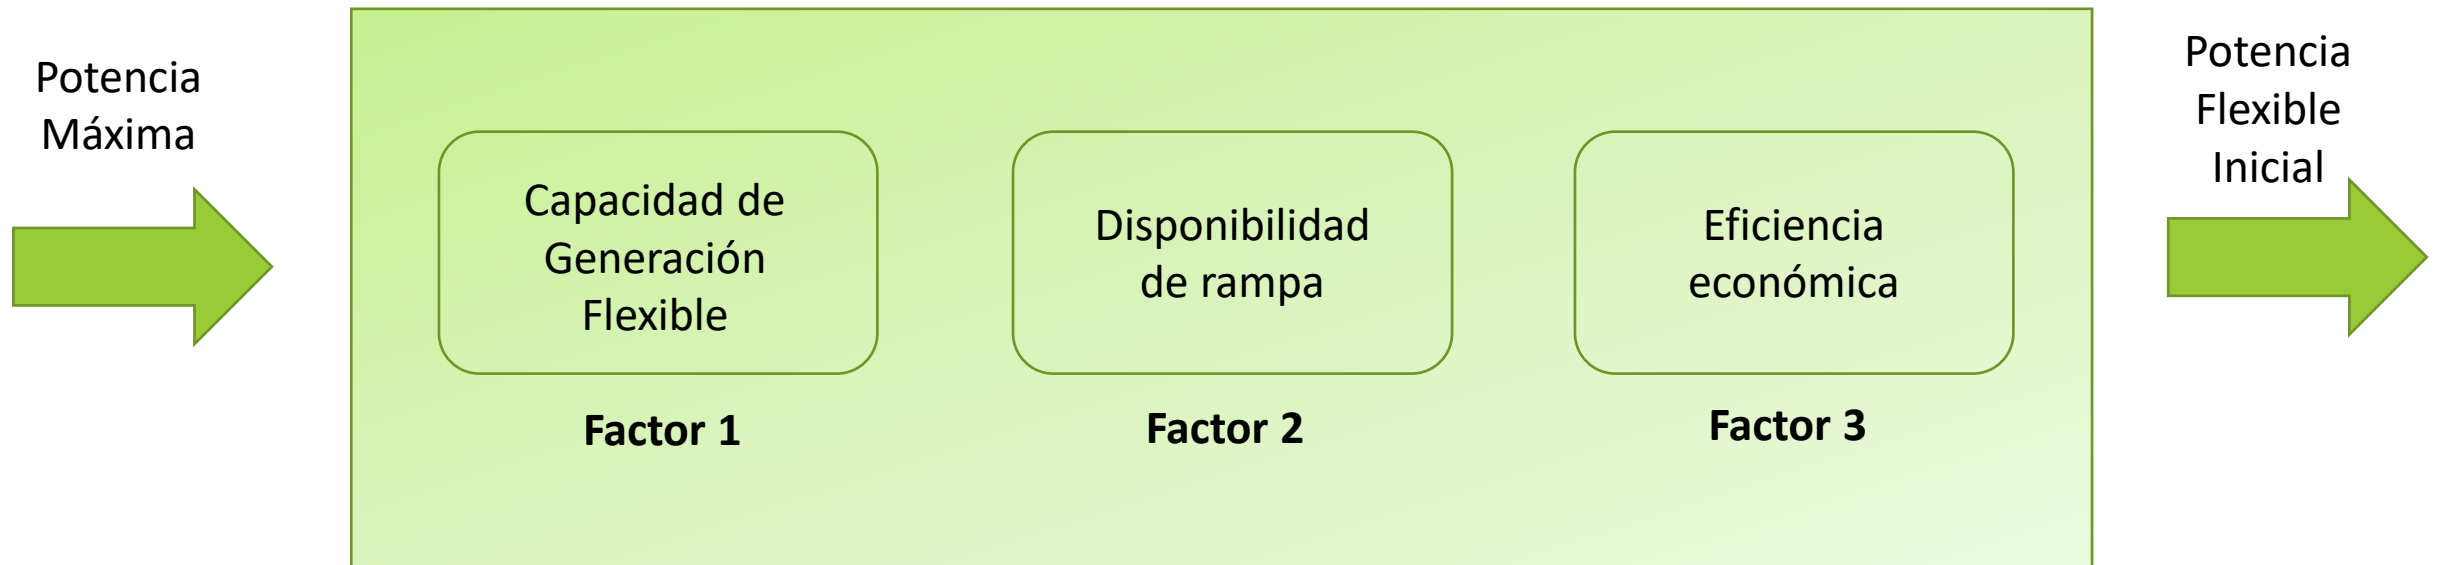 Potencia
Máxima
Capacidad de
Generación
Flexible
Factor 1
Disponibilidad
de rampa
Factor 2
Eficiencia
económica
Factor 3
Potencia
Flexible
Inicial